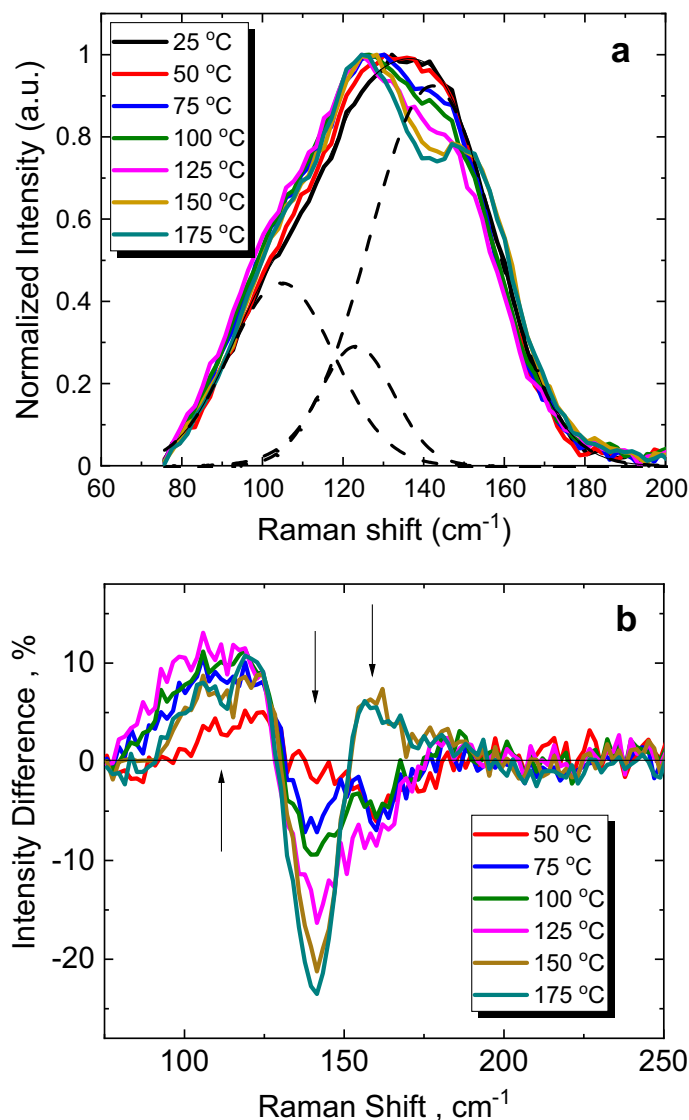 a
25 °C
50 °C
75 °C
100 °C
125 °C
150 °C
175 °C
Normalized Intensity (a.u.)
1
0.8
0.6
0.4
0.2
0
60 80 100 120 140 160 180 200
Raman shift (cm⁻¹)
b
Intensity Difference , %
10
0
-10
-20
50 °C
75 °C
100 °C
125 °C
150 °C
175 °C
100 150 200 250
Raman Shift , cm⁻¹